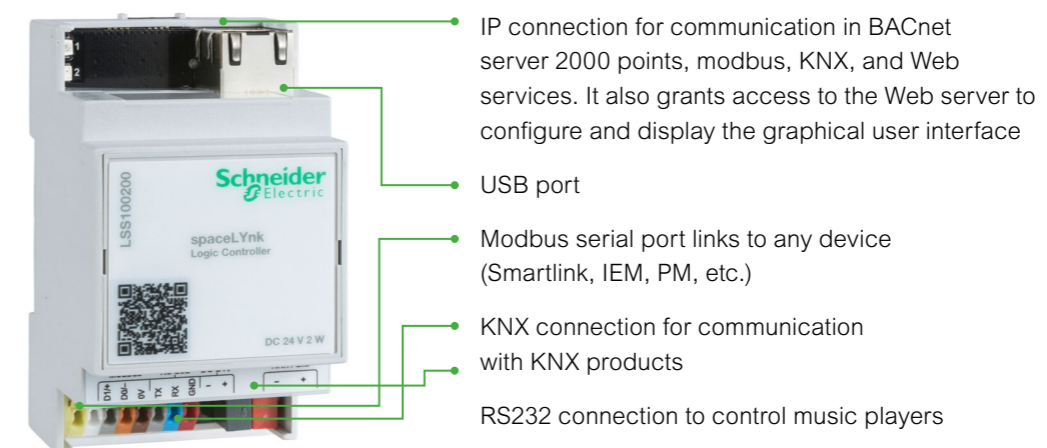 IP connection for communication in BACnet
server 2000 points, modbus, KNX, and Web
services. It also grants access to the Web server to
configure and display the graphical user interface
USB port
Modbus serial port links to any device
(Smartlink, IEM, PM, etc.)
KNX connection for communication
with KNX products
RS232 connection to control music players
1
2
LSS100200
Schneider
Electric
spaceLYnk
Logic Controller
DC 24 V 2 W
D1/+ D0/– 0V TX RX GND – + – +